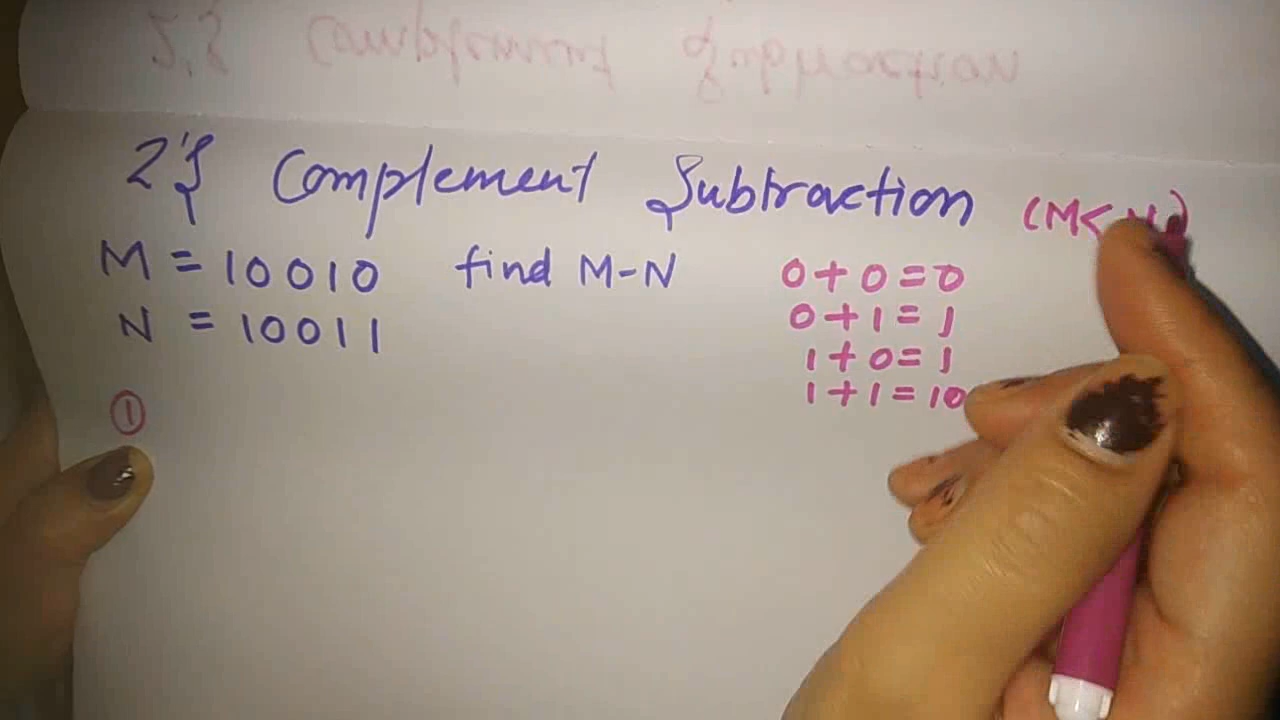 2's Complement Subtraction (M<N)
M = 10010 find M-N
N = 10011
0+0=0
0+1=1
1+0=1
1+1=10
①